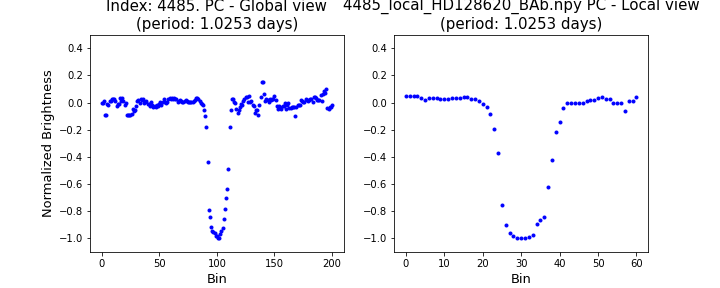 Index: 4485. PC - Global view
(period: 1.0253 days)
4485_local_HD128620_BAb.npy PC - Local view
(period: 1.0253 days)
Normalized Brightness
0.4
0.2
0.0
−0.2
−0.4
−0.6
−0.8
−1.0
0 50 100 150 200
Bin
0.4
0.2
0.0
−0.2
−0.4
−0.6
−0.8
−1.0
0 10 20 30 40 50 60
Bin